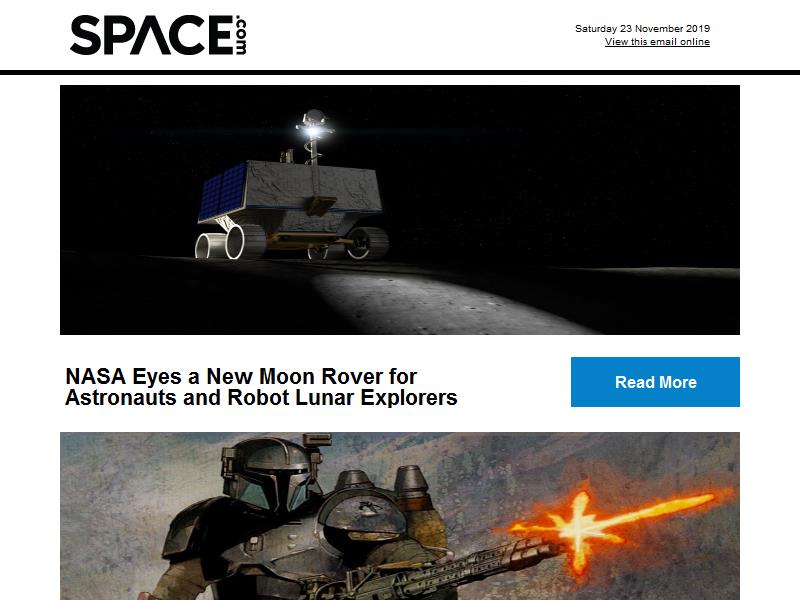 SPACE.com
Saturday 23 November 2019
View this email online
NASA Eyes a New Moon Rover for
Astronauts and Robot Lunar Explorers
Read More